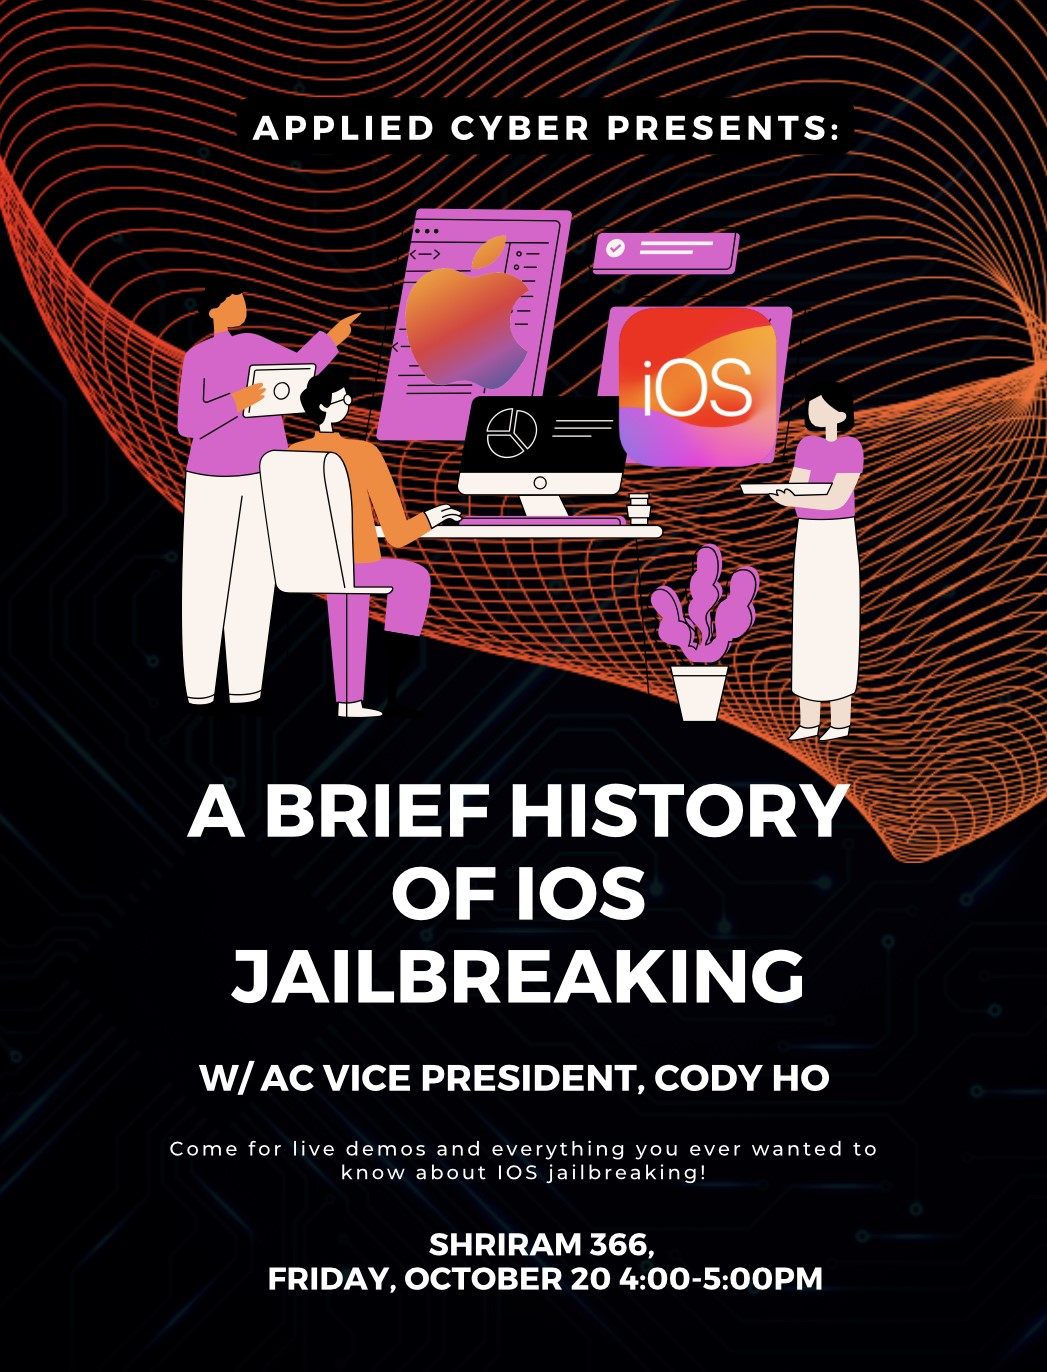 APPLIED CYBER PRESENTS:
iOS
A BRIEF HISTORY
OF IOS
JAILBREAKING
W/ AC VICE PRESIDENT, CODY HO
Come for live demos and everything you ever wanted to
know about IOS jailbreaking!
SHRIRAM 366,
FRIDAY, OCTOBER 20 4:00-5:00PM